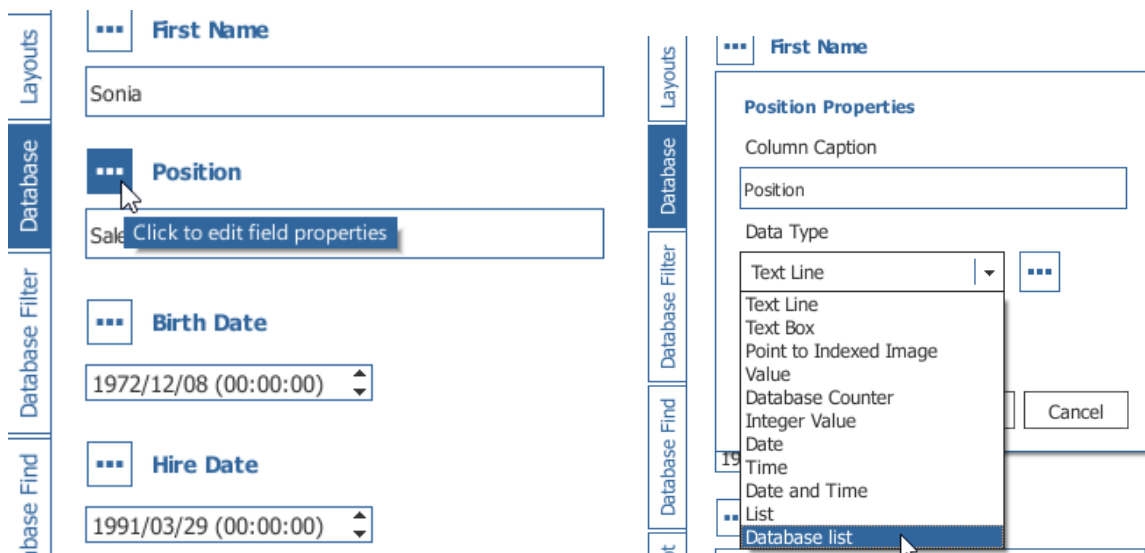 Layouts
Database
Database Filter
base Find
First Name
Sonia
Position
Sale
Click to edit field properties
Birth Date
1972/12/08 (00:00:00)
Hire Date
1991/03/29 (00:00:00)
Layouts
Database
Database Filter
Database Find
First Name
Position Properties
Column Caption
Position
Data Type
Text Line
Text Line
Text Box
Point to Indexed Image
Value
Database Counter
Integer Value
Date
Time
Date and Time
List
Database list
Cancel
19